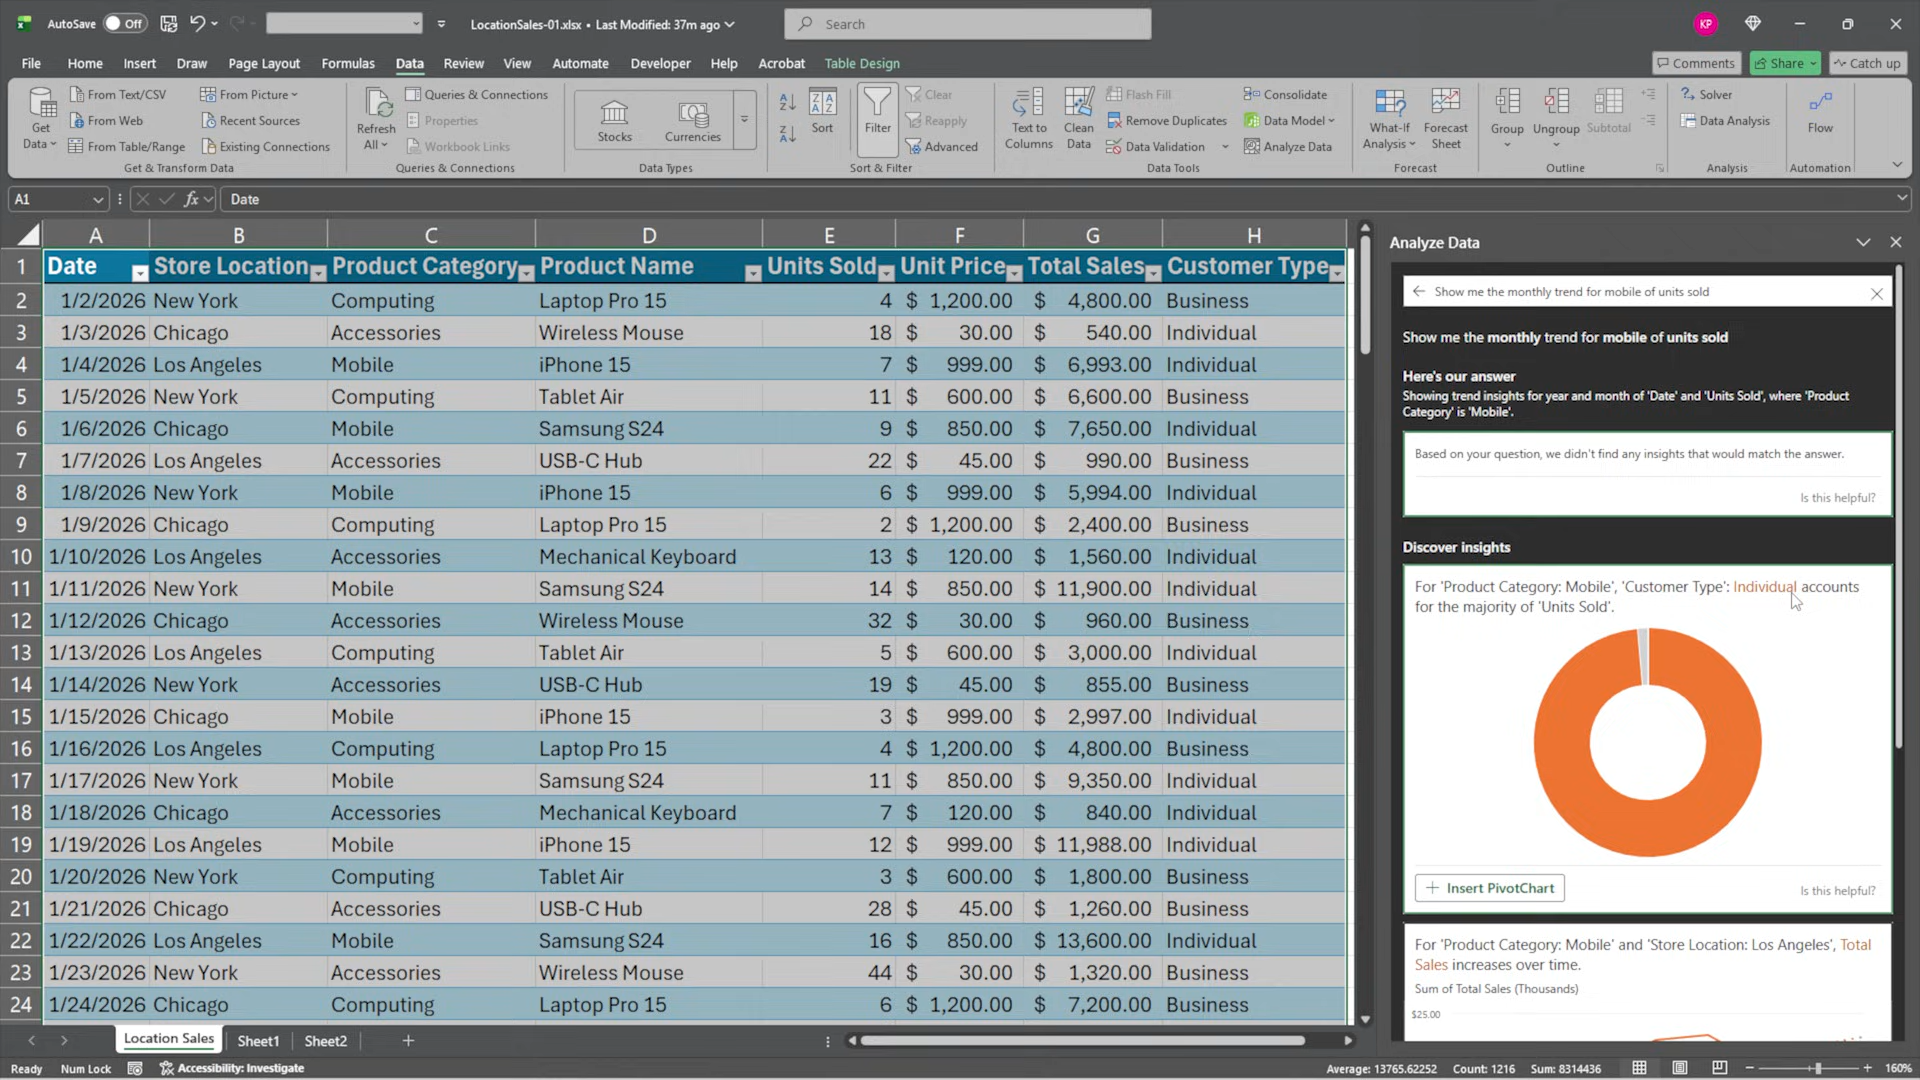 AutoSave Off LocationSales-01.xlsx • Last Modified: 37m ago Search KP
File Home Insert Draw Page Layout Formulas Data Review View Automate Developer Help Acrobat Table Design Comments Share Catch up
Get Data
From Text/CSV
From Web
From Table/Range
From Picture
Recent Sources
Existing Connections
Get & Transform Data
Refresh All
Queries & Connections
Properties
Workbook Links
Queries & Connections
Stocks
Currencies
Data Types
Sort
Filter
Clear
Reapply
Advanced
Sort & Filter
Text to Columns
Clean Data
Flash Fill
Remove Duplicates
Data Validation
Consolidate
Data Model
Analyze Data
Data Tools
What-If Analysis
Forecast Sheet
Forecast
Group
Ungroup
Subtotal
Outline
Solver
Data Analysis
Analysis
Flow
Automation
A1 fx Date
A B C D E F G H
1 Date Store Location Product Category Product Name Units Sold Unit Price Total Sales Customer Type
2 1/2/2026 New York Computing Laptop Pro 15 4 $ 1,200.00 $ 4,800.00 Business
3 1/3/2026 Chicago Accessories Wireless Mouse 18 $ 30.00 $ 540.00 Individual
4 1/4/2026 Los Angeles Mobile iPhone 15 7 $ 999.00 $ 6,993.00 Individual
5 1/5/2026 New York Computing Tablet Air 11 $ 600.00 $ 6,600.00 Business
6 1/6/2026 Chicago Mobile Samsung S24 9 $ 850.00 $ 7,650.00 Individual
7 1/7/2026 Los Angeles Accessories USB-C Hub 22 $ 45.00 $ 990.00 Business
8 1/8/2026 New York Mobile iPhone 15 6 $ 999.00 $ 5,994.00 Individual
9 1/9/2026 Chicago Computing Laptop Pro 15 2 $ 1,200.00 $ 2,400.00 Business
10 1/10/2026 Los Angeles Accessories Mechanical Keyboard 13 $ 120.00 $ 1,560.00 Individual
11 1/11/2026 New York Mobile Samsung S24 14 $ 850.00 $ 11,900.00 Individual
12 1/12/2026 Chicago Accessories Wireless Mouse 32 $ 30.00 $ 960.00 Business
13 1/13/2026 Los Angeles Computing Tablet Air 5 $ 600.00 $ 3,000.00 Individual
14 1/14/2026 New York Accessories USB-C Hub 19 $ 45.00 $ 855.00 Business
15 1/15/2026 Chicago Mobile iPhone 15 3 $ 999.00 $ 2,997.00 Individual
16 1/16/2026 Los Angeles Computing Laptop Pro 15 4 $ 1,200.00 $ 4,800.00 Business
17 1/17/2026 New York Mobile Samsung S24 11 $ 850.00 $ 9,350.00 Individual
18 1/18/2026 Chicago Accessories Mechanical Keyboard 7 $ 120.00 $ 840.00 Individual
19 1/19/2026 Los Angeles Mobile iPhone 15 12 $ 999.00 $ 11,988.00 Individual
20 1/20/2026 New York Computing Tablet Air 3 $ 600.00 $ 1,800.00 Business
21 1/21/2026 Chicago Accessories USB-C Hub 28 $ 45.00 $ 1,260.00 Business
22 1/22/2026 Los Angeles Mobile Samsung S24 16 $ 850.00 $ 13,600.00 Individual
23 1/23/2026 New York Accessories Wireless Mouse 44 $ 30.00 $ 1,320.00 Business
24 1/24/2026 Chicago Computing Laptop Pro 15 6 $ 1,200.00 $ 7,200.00 Business
Analyze Data
Show me the monthly trend for mobile of units sold
Show me the monthly trend for mobile of units sold
Here's our answer
Showing trend insights for year and month of 'Date' and 'Units Sold', where 'Product
Category' is 'Mobile'.
Based on your question, we didn't find any insights that would match the answer.
Is this helpful?
Discover insights
For 'Product Category: Mobile', 'Customer Type': Individual accounts
for the majority of 'Units Sold'.
Insert PivotChart Is this helpful?
For 'Product Category: Mobile' and 'Store Location: Los Angeles', Total
Sales increases over time.
Sum of Total Sales (Thousands)
$25.00
Location Sales Sheet1 Sheet2
Ready Num Lock Accessibility: Investigate Average: 13765.62252 Count: 1216 Sum: 8314436 160%